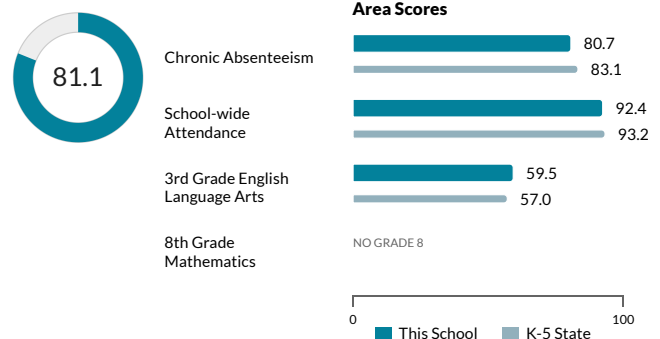 Area Scores
81.1
Chronic Absenteeism
80.7
83.1
School-wide
Attendance
92.4
93.2
3rd Grade English
Language Arts
59.5
57.0
8th Grade
Mathematics
NO GRADE 8
0
100
This School
K-5 State